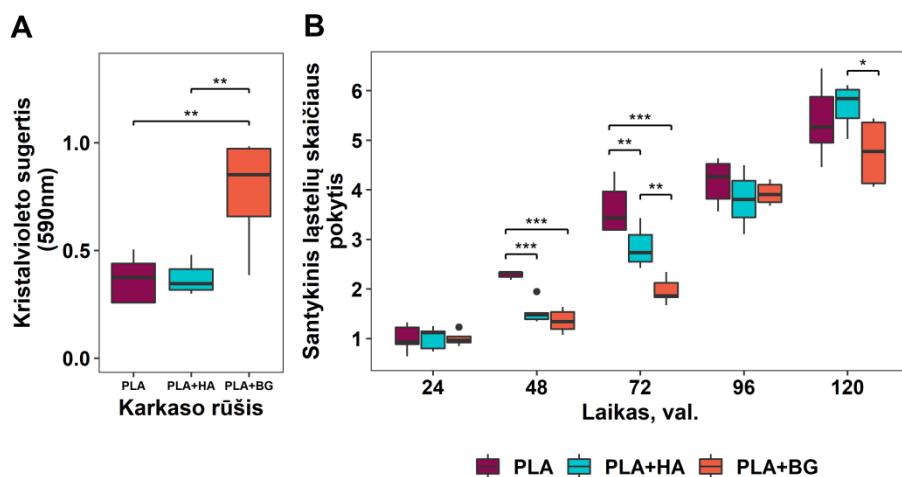 A
Kristalvioleto sugertis
(590nm)
1.0
0.5
0.0
**
**
PLA
PLA+HA
PLA+BG
Karkaso rūšis
B
Santykinis ląstelių skaičiaus
pokytis
6
5
4
3
2
1
***
***
***
**
**
*
24
48
72
96
120
Laikas, val.
PLA
PLA+HA
PLA+BG